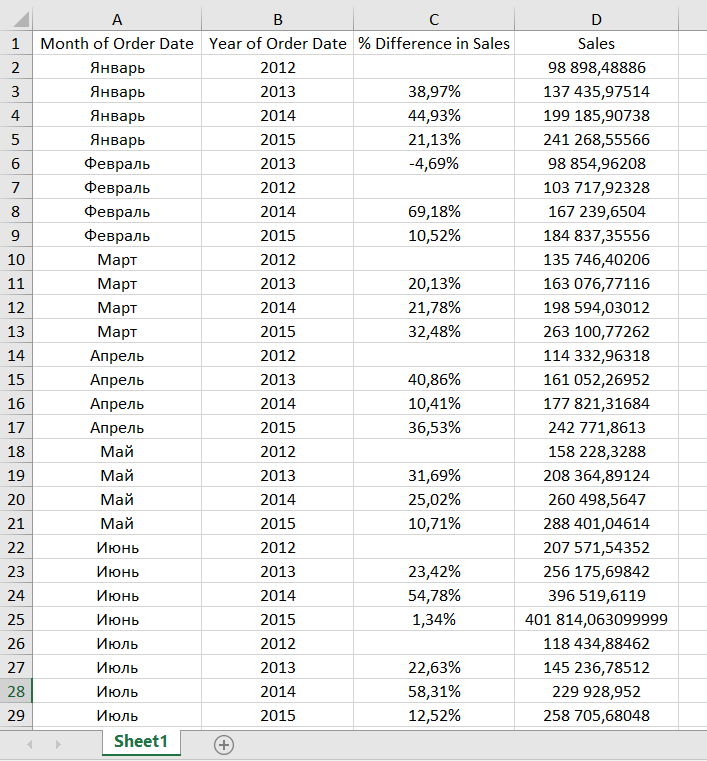 A B C D
1 Month of Order Date Year of Order Date % Difference in Sales Sales
2 Январь 2012 98 898,48886
3 Январь 2013 38,97% 137 435,97514
4 Январь 2014 44,93% 199 185,90738
5 Январь 2015 21,13% 241 268,55566
6 Февраль 2013 -4,69% 98 854,96208
7 Февраль 2012 103 717,92328
8 Февраль 2014 69,18% 167 239,6504
9 Февраль 2015 10,52% 184 837,35556
10 Март 2012 135 746,40206
11 Март 2013 20,13% 163 076,77116
12 Март 2014 21,78% 198 594,03012
13 Март 2015 32,48% 263 100,77262
14 Апрель 2012 114 332,96318
15 Апрель 2013 40,86% 161 052,26952
16 Апрель 2014 10,41% 177 821,31684
17 Апрель 2015 36,53% 242 771,8613
18 Май 2012 158 228,3288
19 Май 2013 31,69% 208 364,89124
20 Май 2014 25,02% 260 498,5647
21 Май 2015 10,71% 288 401,04614
22 Июнь 2012 207 571,54352
23 Июнь 2013 23,42% 256 175,69842
24 Июнь 2014 54,78% 396 519,6119
25 Июнь 2015 1,34% 401 814,063099999
26 Июль 2012 118 434,88462
27 Июль 2013 22,63% 145 236,78512
28 Июль 2014 58,31% 229 928,952
29 Июль 2015 12,52% 258 705,68048
Sheet1